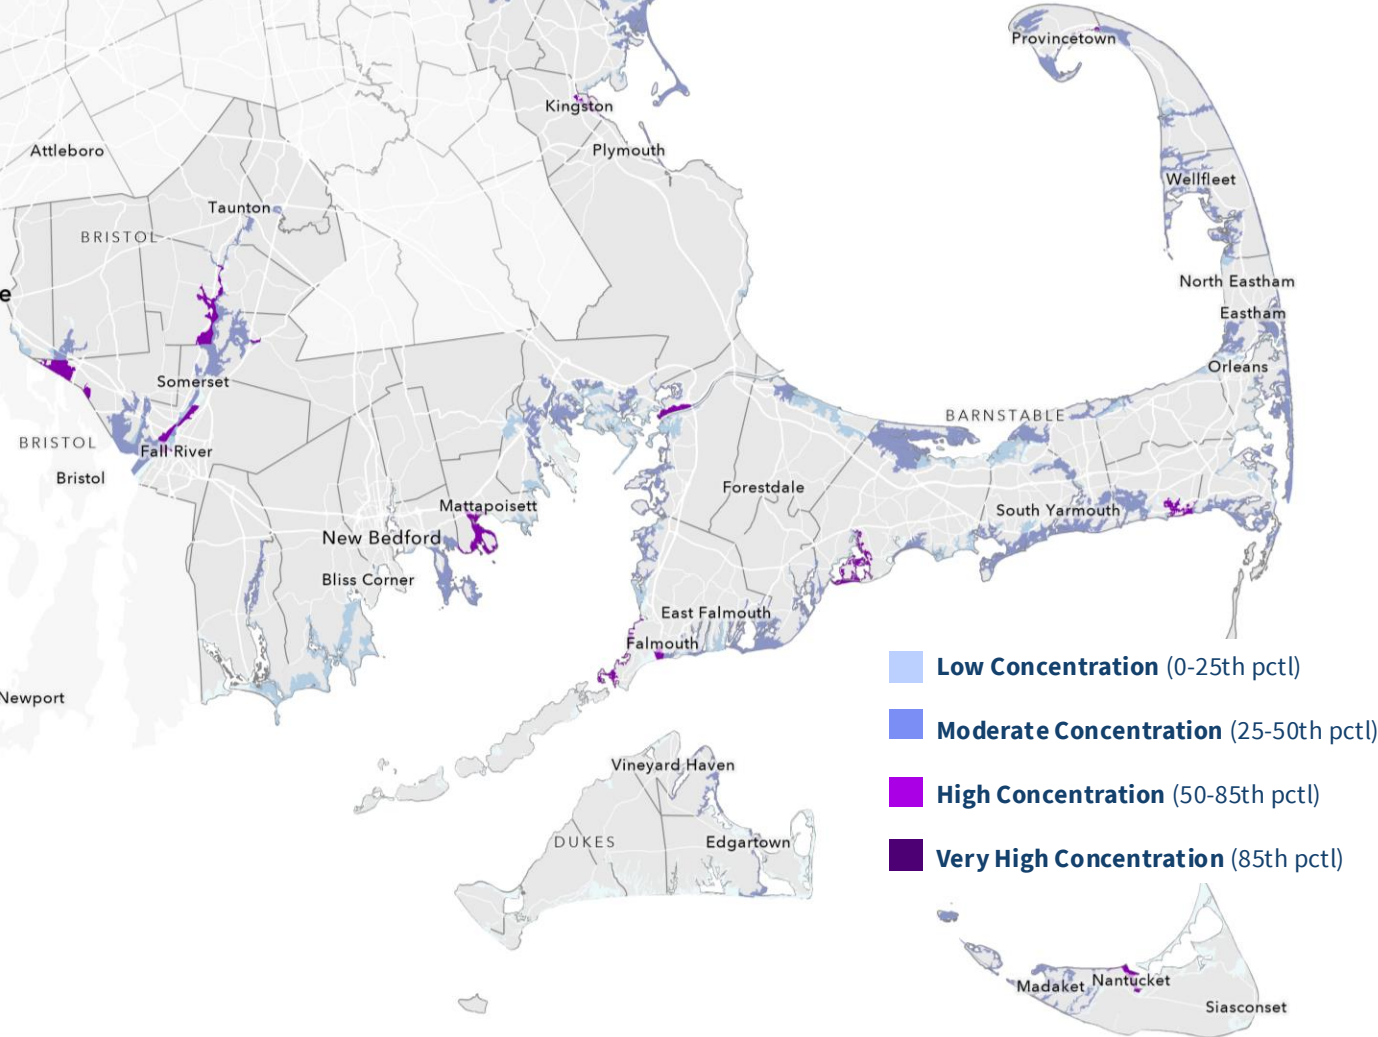 Provincetown
Kingston
Attleboro
Plymouth
Wellfleet
Taunton
BRISTOL
North Eastham
e
Eastham
Orleans
Somerset
BARNSTABLE
BRISTOL
Fall River
Bristol
Forestdale
Mattapoisett
South Yarmouth
New Bedford
Bliss Corner
East Falmouth
Falmouth
Low Concentration (0-25th pctl)
Newport
Moderate Concentration (25-50th pctl)
Vineyard Haven
High Concentration (50-85th pctl)
DUKES
Edgartown
Very High Concentration (85th pctl)
Nantucket
Madaket
Siasconset